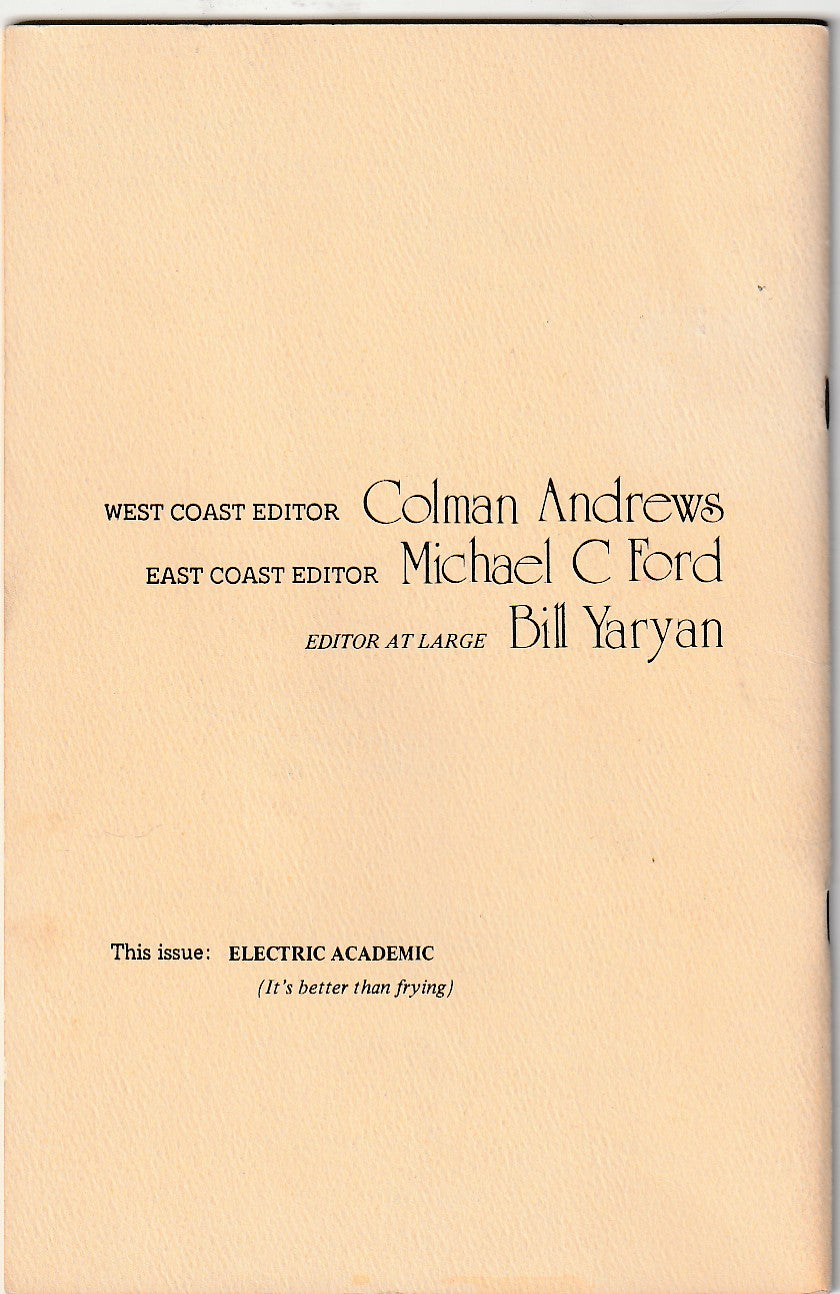 WEST COAST EDITOR Colman Andrews
EAST COAST EDITOR Michael C Ford
EDITOR AT LARGE Bill Yaryan
This issue: ELECTRIC ACADEMIC
(It's better than frying)